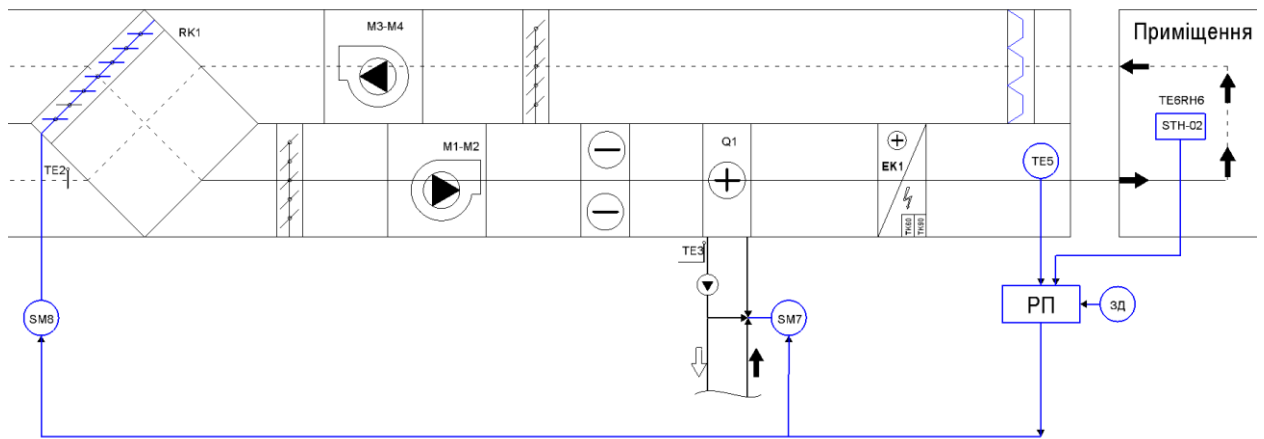 RK1
M3-M4
Приміщення
TE6RH6
STH-02
TE2
M1-M2
Q1
EK1
TK60
TK90
TE5
TE3
SM8
SM7
РП
ЗД